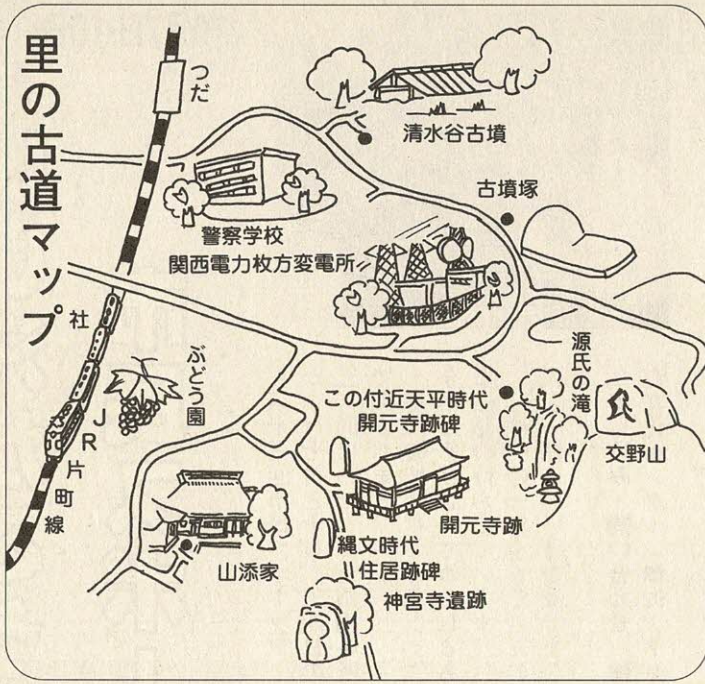 里の古道マップ
つだ
清水谷古墳
古墳塚
警察学校
関西電力枚方変電所
社
JR片町線
ぶどう園
この付近天平時代
開元寺跡碑
源氏の滝
交野山
開元寺跡
縄文時代
住居跡碑
山添家
神宮寺遺跡